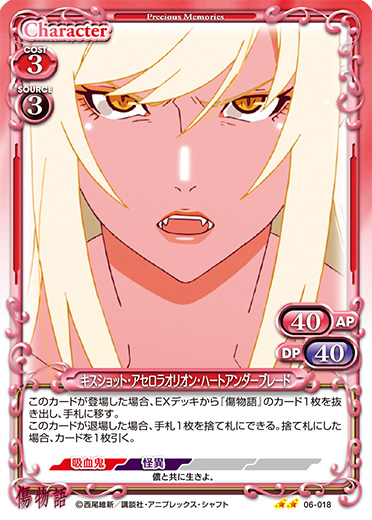 Precious Memories
Character
COST
3
SOURCE
3
40 AP
DP 40
キスショット・アセロラオリオン・ハートアンダーブレード
このカードが登場した場合、EXデッキから『傷物語』のカード1枚を抜
き出し、手札に移す。
このカードが退場した場合、手札1枚を捨て札にできる。捨て札にした
場合、カードを1枚引く。
吸血鬼 怪異
儂と共に生きよ。
傷物語
©西尾維新／講談社・アニプレックス・シャフト
06-018